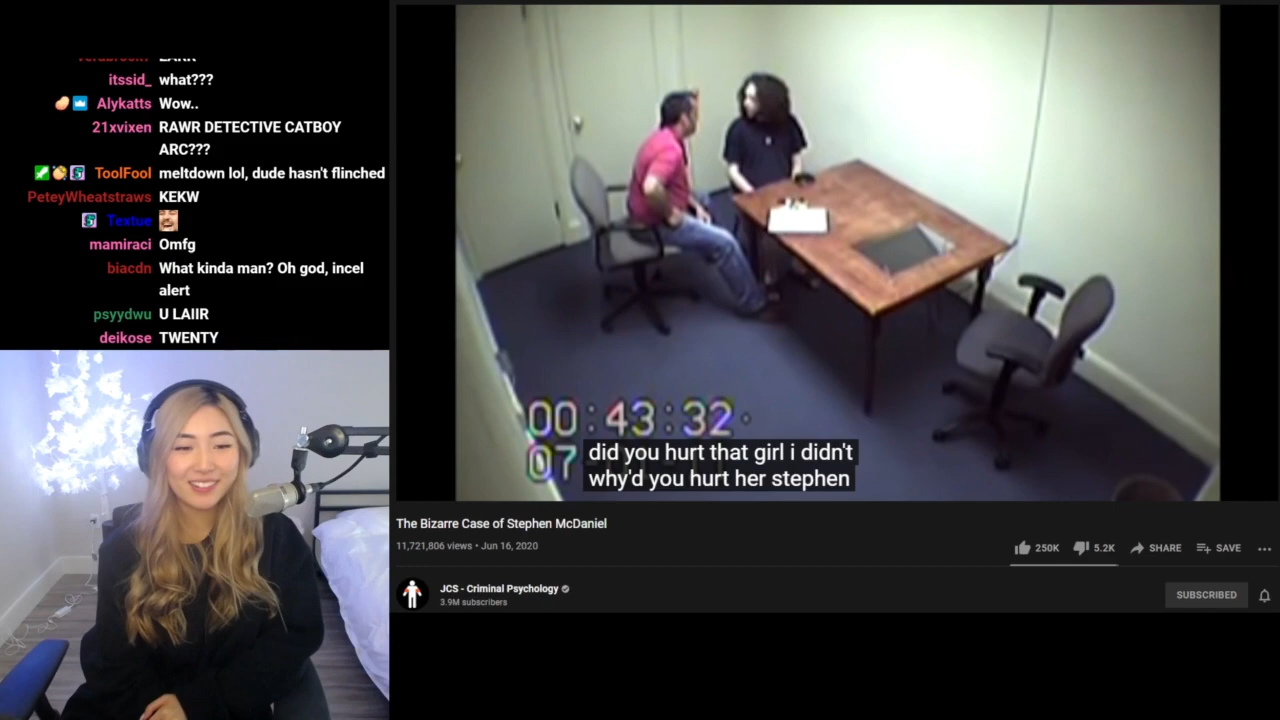 itssid_ what???
Alykatts Wow..
21xvixen RAWR DETECTIVE CATBOY
ARC???
ToolFool meltdown lol, dude hasn't flinched
PeteyWheatstraws KEKW
Textue
mamiraci Omfg
biacdn What kinda man? Oh god, incel
alert
psyydwu U LAIIR
deikose TWENTY
00:43:32
07
did you hurt that girl i didn't
why'd you hurt her stephen
The Bizarre Case of Stephen McDaniel
11,721,806 views • Jun 16, 2020
250K 5.2K SHARE SAVE
JCS - Criminal Psychology
3.9M subscribers
SUBSCRIBED